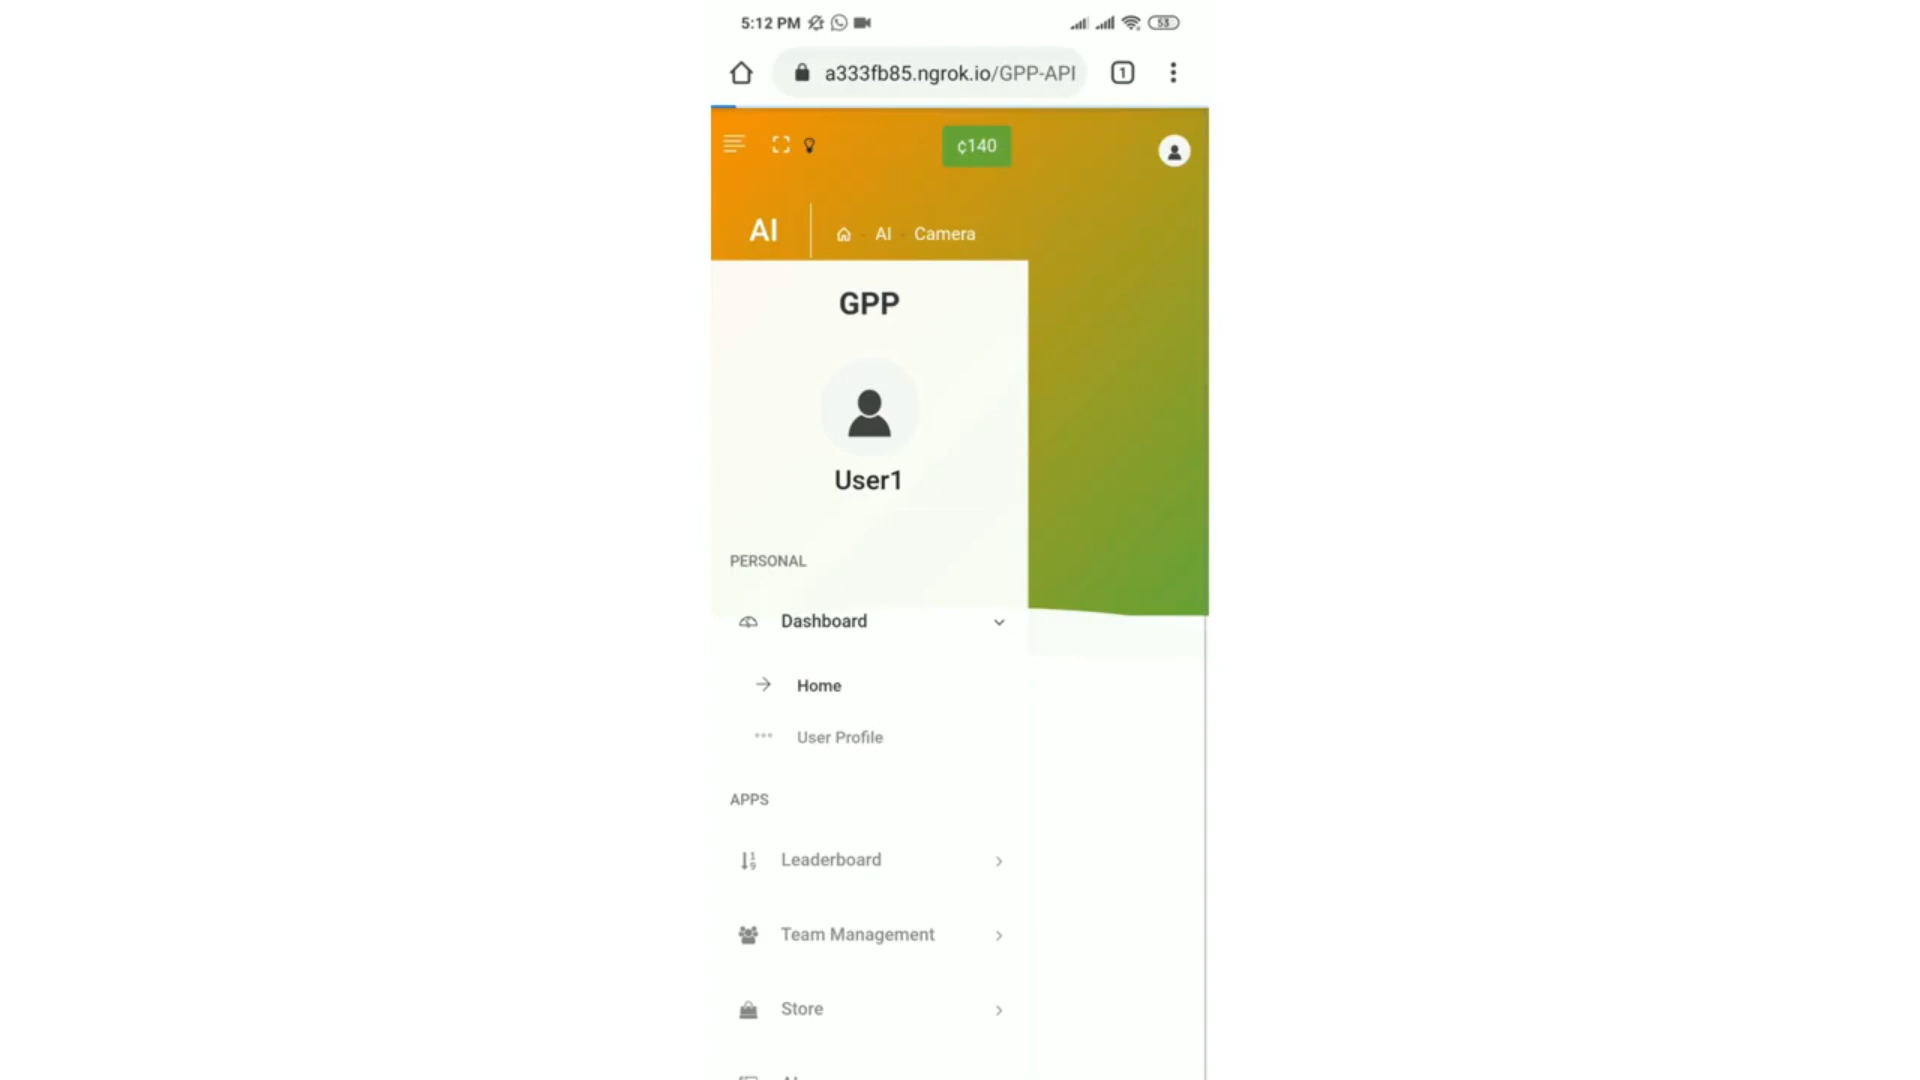 5:12 PM 53
a333fb85.ngrok.io/GPP-API 1
¢140
AI AI Camera
GPP
User1
PERSONAL
Dashboard
Home
User Profile
APPS
Leaderboard
Team Management
Store